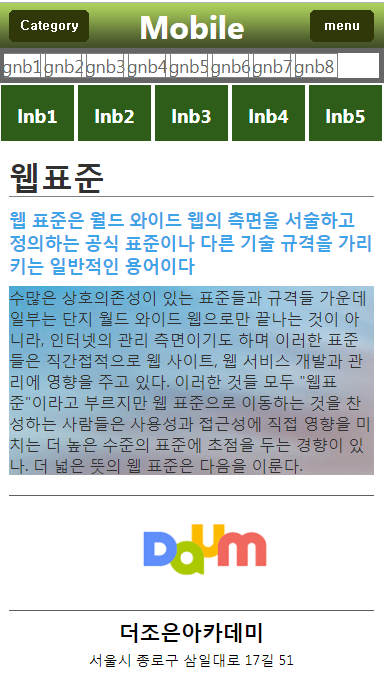 Category Mobile menu
gnb1 gnb2 gnb3 gnb4 gnb5 gnb6 gnb7 gnb8
lnb1 lnb2 lnb3 lnb4 lnb5
웹표준
웹 표준은 월드 와이드 웹의 측면을 서술하고
정의하는 공식 표준이나 다른 기술 규격을 가리
키는 일반적인 용어이다
수많은 상호의존성이 있는 표준들과 규격들 가운데
일부는 단지 월드 와이드 웹으로만 끝나는 것이 아
니라, 인터넷의 관리 측면이기도 하며 이러한 표준
들은 직간접적으로 웹 사이트, 웹 서비스 개발과 관
리에 영향을 주고 있다. 이러한 것들 모두 "웹표
준"이라고 부르지만 웹 표준으로 이동하는 것을 찬
성하는 사람들은 사용성과 접근성에 직접 영향을 미
치는 더 높은 수준의 표준에 초점을 두는 경향이 있
다. 더 넓은 뜻의 웹 표준은 다음을 이룬다.
Daum
더조은아카데미
서울시 종로구 삼일대로 17길 51